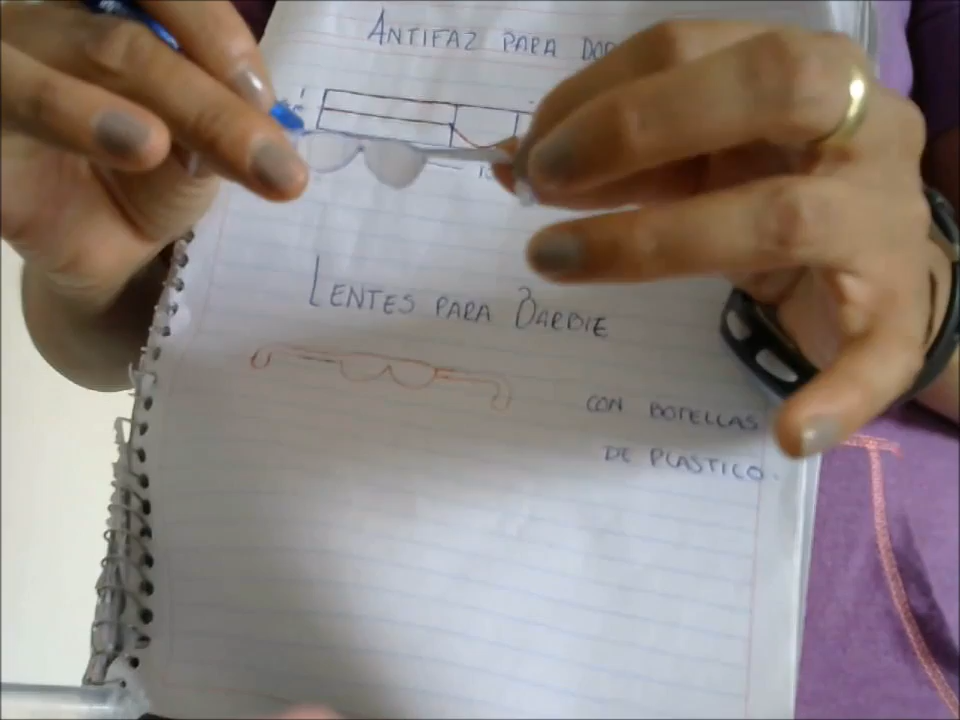 ANTIFAZ PARA
LENTES PARA BARBIE
CON BOTELLAS
DE PLASTICO.